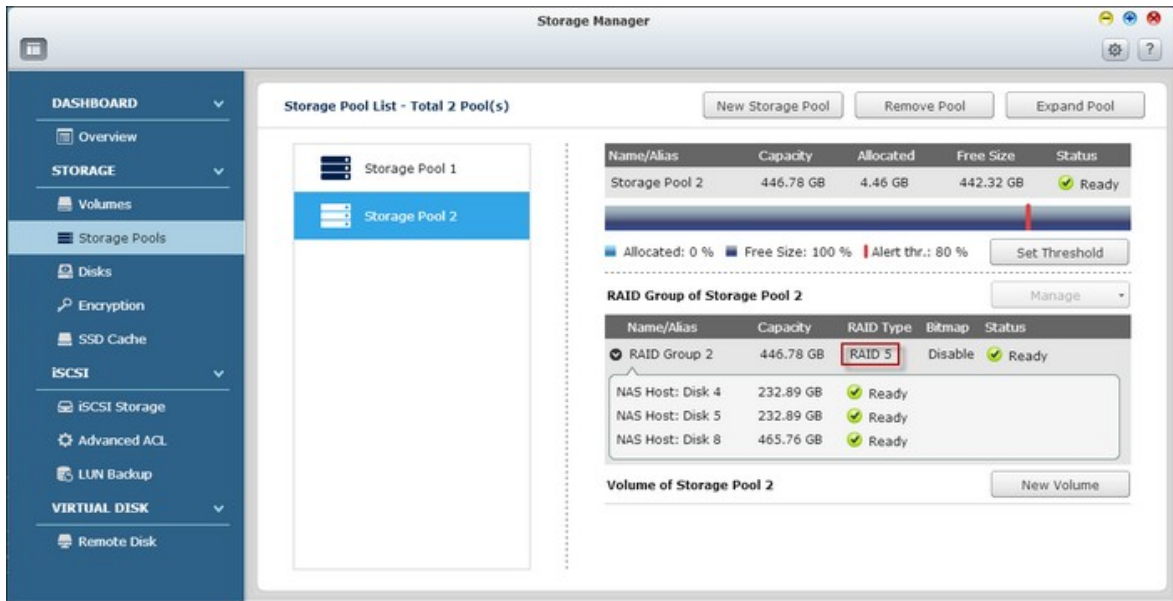 Storage Manager
?
DASHBOARD
Overview
STORAGE
Volumes
Storage Pools
Disks
Encryption
SSD Cache
iSCSI
iSCSI Storage
Advanced ACL
LUN Backup
VIRTUAL DISK
Remote Disk
Storage Pool List - Total 2 Pool(s) New Storage Pool Remove Pool Expand Pool
Storage Pool 1
Storage Pool 2
Name/Alias Capacity Allocated Free Size Status
Storage Pool 2 446.78 GB 4.46 GB 442.32 GB Ready
Allocated: 0 % Free Size: 100 % Alert thr.: 80 % Set Threshold
RAID Group of Storage Pool 2 Manage
Name/Alias Capacity RAID Type Bitmap Status
RAID Group 2 446.78 GB RAID 5 Disable Ready
NAS Host: Disk 4 232.89 GB Ready
NAS Host: Disk 5 232.89 GB Ready
NAS Host: Disk 8 465.76 GB Ready
Volume of Storage Pool 2 New Volume